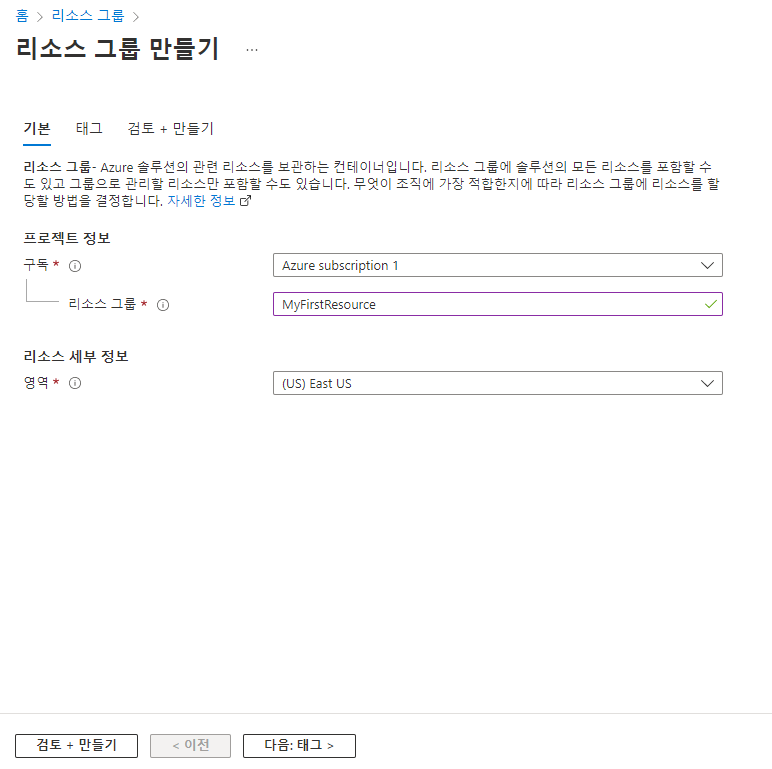 홈 > 리소스 그룹 >
리소스 그룹 만들기 ...
기본 태그 검토 + 만들기
리소스 그룹- Azure 솔루션의 관련 리소스를 보관하는 컨테이너입니다. 리소스 그룹에 솔루션의 모든 리소스를 포함할 수
도 있고 그룹으로 관리할 리소스만 포함할 수도 있습니다. 무엇이 조직에 가장 적합한지에 따라 리소스 그룹에 리소스를 할
당할 방법을 결정합니다. 자세한 정보
프로젝트 정보
구독 * Azure subscription 1
리소스 그룹 * MyFirstResource
리소스 세부 정보
영역 * (US) East US
검토 + 만들기 < 이전 다음: 태그 >